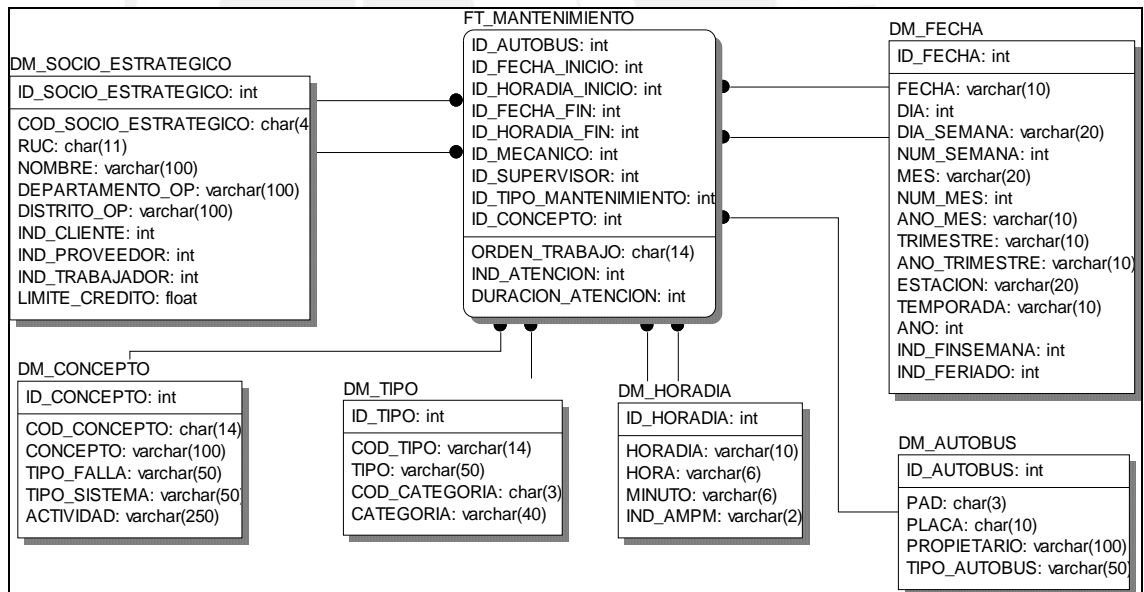 FT_MANTENIMIENTO
ID_AUTOBUS: int
ID_FECHA_INICIO: int
ID_HORADIA_INICIO: int
ID_FECHA_FIN: int
ID_HORADIA_FIN: int
ID_MECANICO: int
ID_SUPERVISOR: int
ID_TIPO_MANTENIMIENTO: int
ID_CONCEPTO: int
ORDEN_TRABAJO: char(14)
IND_ATENCION: int
DURACION_ATENCION: int
DM_SOCIO_ESTRATEGICO
ID_SOCIO_ESTRATEGICO: int
COD_SOCIO_ESTRATEGICO: char(4
RUC: char(11)
NOMBRE: varchar(100)
DEPARTAMENTO_OP: varchar(100)
DISTRITO_OP: varchar(100)
IND_CLIENTE: int
IND_PROVEEDOR: int
IND_TRABAJADOR: int
LIMITE_CREDITO: float
DM_FECHA
ID_FECHA: int
FECHA: varchar(10)
DIA: int
DIA_SEMANA: varchar(20)
NUM_SEMANA: int
MES: varchar(20)
NUM_MES: int
ANO_MES: varchar(10)
TRIMESTRE: varchar(10)
ANO_TRIMESTRE: varchar(10)
ESTACION: varchar(20)
TEMPORADA: varchar(10)
ANO: int
IND_FINSEMANA: int
IND_FERIADO: int
DM_CONCEPTO
ID_CONCEPTO: int
COD_CONCEPTO: char(14)
CONCEPTO: varchar(100)
TIPO_FALLA: varchar(50)
TIPO_SISTEMA: varchar(50)
ACTIVIDAD: varchar(250)
DM_TIPO
ID_TIPO: int
COD_TIPO: varchar(14)
TIPO: varchar(50)
COD_CATEGORIA: char(3)
CATEGORIA: varchar(40)
DM_HORADIA
ID_HORADIA: int
HORADIA: varchar(10)
HORA: varchar(6)
MINUTO: varchar(6)
IND_AMPM: varchar(2)
DM_AUTOBUS
ID_AUTOBUS: int
PAD: char(3)
PLACA: char(10)
PROPIETARIO: varchar(100)
TIPO_AUTOBUS: varchar(50)